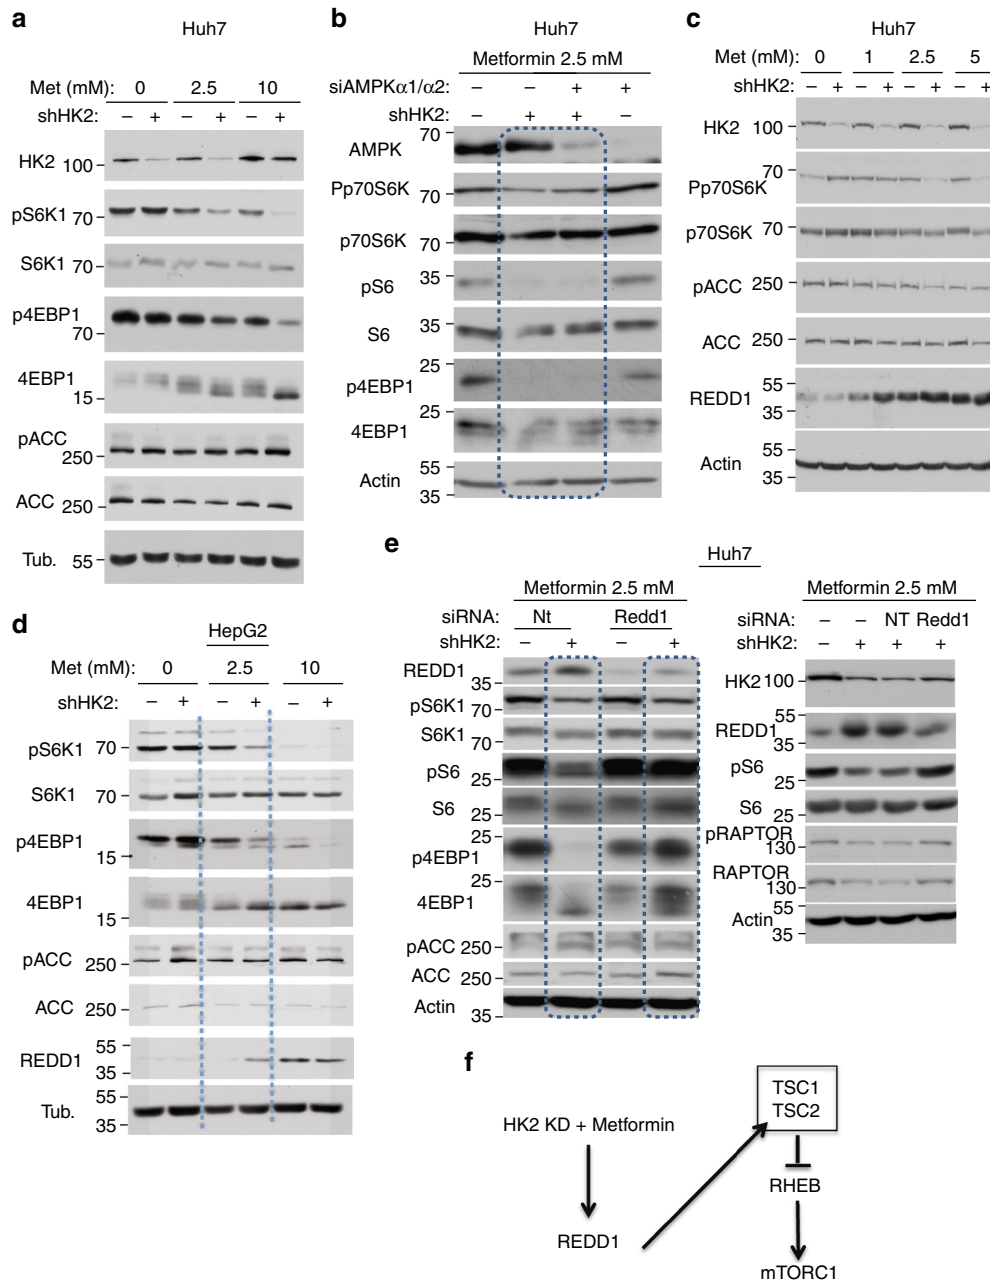 a
Huh7
Met (mM): 0 2.5 10
shHK2: – + – + – +
HK2 100
pS6K1 70
S6K1 70
p4EBP1 70
4EBP1 15
pACC 250
ACC 250
Tub. 55
b
Huh7
Metformin 2.5 mM
siAMPKα1/α2: – – + +
shHK2: – + + –
AMPK 70
Pp70S6K 70
p70S6K 70
pS6 35
S6 35
p4EBP1 25
4EBP1 25
Actin 55 35
c
Huh7
Met (mM): 0 1 2.5 5
shHK2: – + – + – + – +
HK2 100
Pp70S6K 70
p70S6K 70
pACC 250
ACC 250
REDD1 55 35
Actin 55 35
d
HepG2
Met (mM): 0 2.5 10
shHK2: – + – + – +
pS6K1 70
S6K1 70
p4EBP1 15
4EBP1 15
pACC 250
ACC 250
REDD1 55 35
Tub. 55 35
e
Huh7
Metformin 2.5 mM
siRNA: Nt Redd1
shHK2: – + – +
REDD1 35
pS6K1 70
S6K1 70
pS6 25
S6 25
p4EBP1 25
4EBP1 25
pACC 250
ACC 250
Actin 35
Metformin 2.5 mM
siRNA: – – NT Redd1
shHK2: – + + +
HK2 100
REDD1 55 35
pS6 25
S6 25
pRAPTOR 130
RAPTOR 130
Actin 55 35
f
HK2 KD + Metformin
REDD1
TSC1
TSC2
RHEB
mTORC1